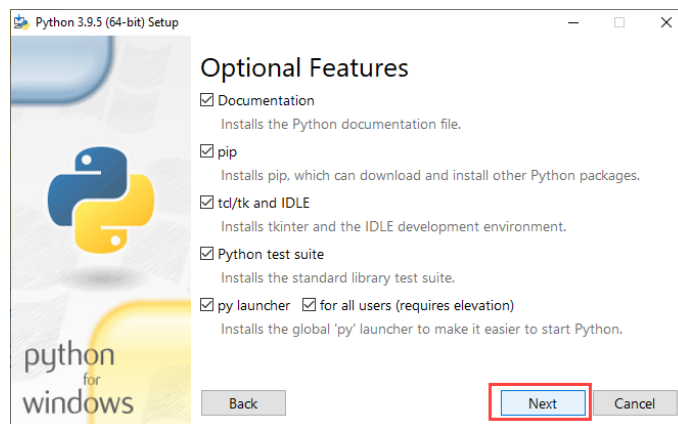 Python 3.9.5 (64-bit) Setup
Optional Features
Documentation
Installs the Python documentation file.
pip
Installs pip, which can download and install other Python packages.
tcl/tk and IDLE
Installs tkinter and the IDLE development environment.
Python test suite
Installs the standard library test suite.
py launcher for all users (requires elevation)
Installs the global 'py' launcher to make it easier to start Python.
python
for
windows
Back Next Cancel